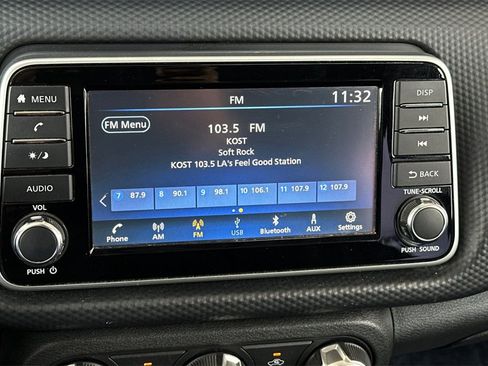 FM 11:32
MENU
DISP
FM Menu
103.5 FM
KOST
Soft Rock
KOST 103.5 LA's Feel Good Station
BACK
AUDIO
7 87.9 8 90.1 9 98.1 10 106.1 11 107.9 12 107.9
VOL
TUNE·SCROLL
Phone AM FM USB Bluetooth AUX Settings
PUSH
PUSH SOUND